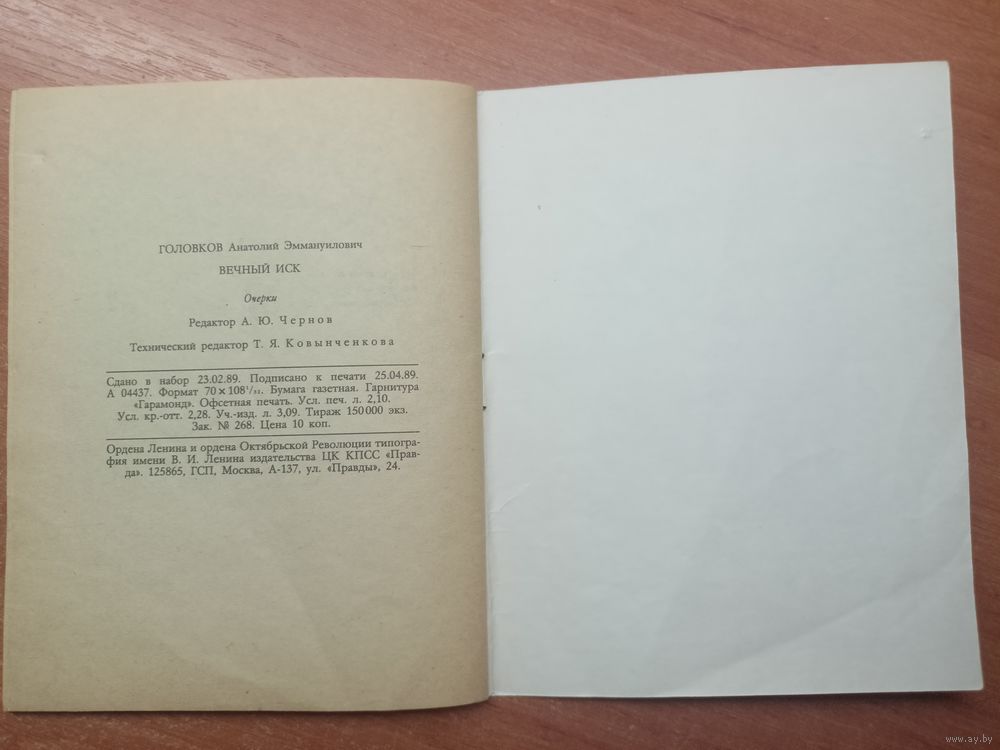 ГОЛОВКОВ Анатолий Эммануилович
ВЕЧНЫЙ ИСК
Очерки
Редактор А. Ю. Чернов
Технический редактор Т. Я. Ковынченкова
Сдано в набор 23.02.89. Подписано к печати 25.04.89.
А 04437. Формат 70×108¹/₃₂. Бумага газетная. Гарнитура
«Гарамонд». Офсетная печать. Усл. печ. л. 2,10.
Усл. кр.-отт. 2,28. Уч.-изд. л. 3,09. Тираж 150 000 экз.
Зак. № 268. Цена 10 коп.
Ордена Ленина и ордена Октябрьской Революции типогра-
фия имени В. И. Ленина издательства ЦК КПСС «Прав-
да». 125865, ГСП, Москва, А-137, ул. «Правды», 24.
www.ay.by